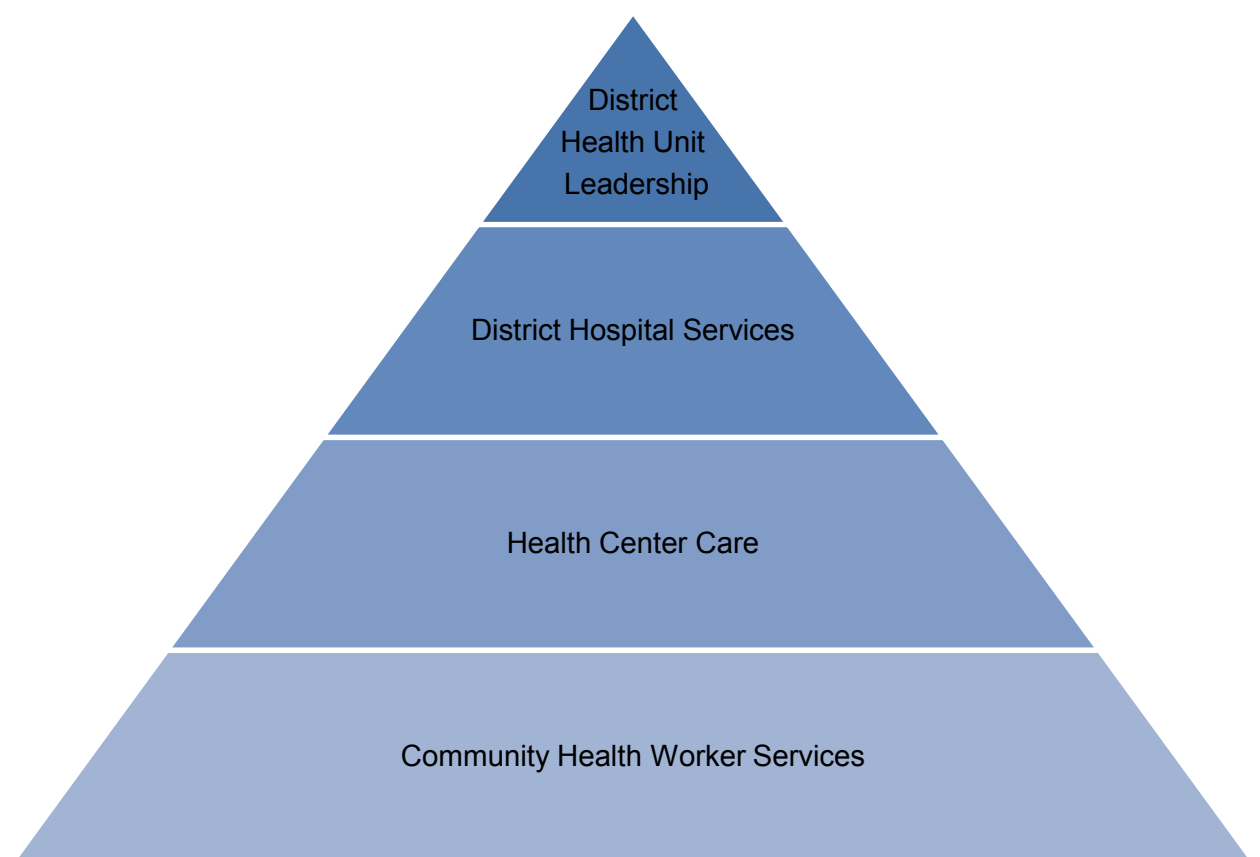 District
Health Unit
Leadership
District Hospital Services
Health Center Care
Community Health Worker Services